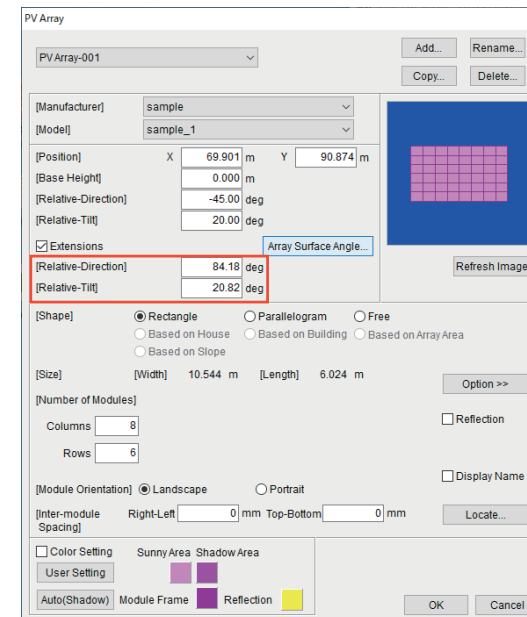 PV Array
PV Array-001
Add... Rename...
Copy... Delete...
[Manufacturer] sample
[Model] sample_1
[Position] X 69.901 m Y 90.874 m
[Base Height] 0.000 m
[Relative-Direction] -45.00 deg
[Relative-Tilt] 20.00 deg
Extensions Array Surface Angle...
[Relative-Direction] 84.18 deg
[Relative-Tilt] 20.82 deg
Refresh Image
[Shape] Rectangle Parallelogram Free
Based on House Based on Building Based on Array Area
Based on Slope
[Size] [Width] 10.544 m [Length] 6.024 m
Option >>
[Number of Modules]
Columns 8
Reflection
Rows 6
Display Name
[Module Orientation] Landscape Portrait
[Inter-module Right-Left 0 mm Top-Bottom 0 mm Locate...
Spacing]
Color Setting Sunny Area Shadow Area
User Setting
Auto(Shadow) Module Frame Reflection
OK Cancel